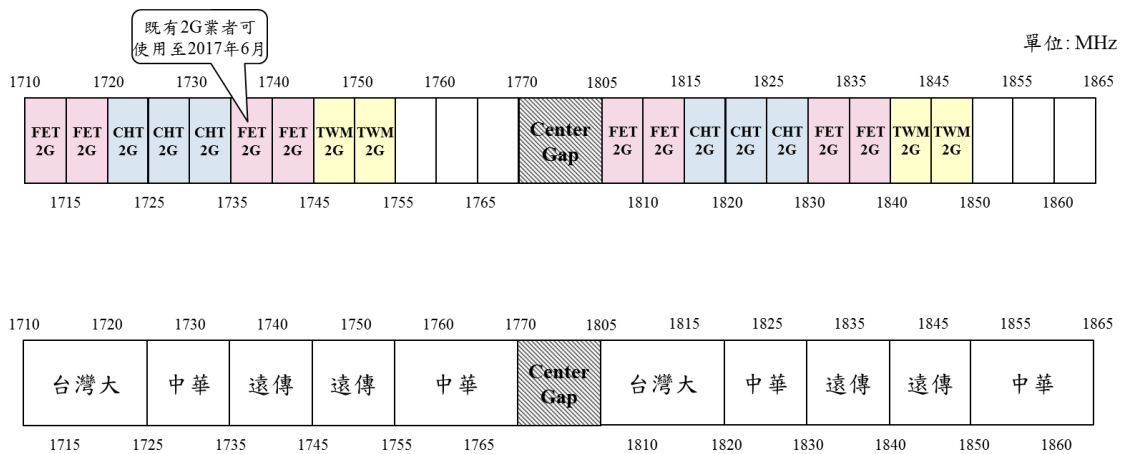 既有2G業者可
使用至2017年6月
單位: MHz
1710 1720 1730 1740 1750 1760 1770 1805 1815 1825 1835 1845 1855 1865
FET FET CHT CHT CHT FET FET TWM TWM Center FET FET CHT CHT CHT FET FET TWM TWM
2G 2G 2G 2G 2G 2G 2G 2G 2G Gap 2G 2G 2G 2G 2G 2G 2G 2G 2G
1715 1725 1735 1745 1755 1765 1810 1820 1830 1840 1850 1860
1710 1720 1730 1740 1750 1760 1770 1805 1815 1825 1835 1845 1855 1865
台灣大 中華 遠傳 遠傳 中華 Center Gap 台灣大 中華 遠傳 遠傳 中華
1715 1725 1735 1745 1755 1765 1810 1820 1830 1840 1850 1860